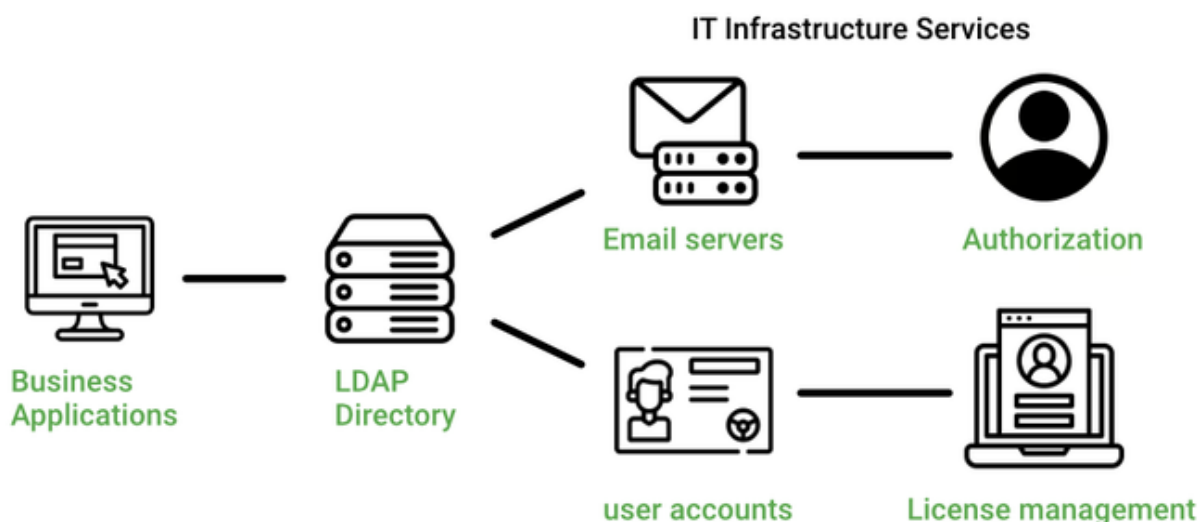 IT Infrastructure Services
Email servers
Authorization
Business
Applications
LDAP
Directory
user accounts
License management